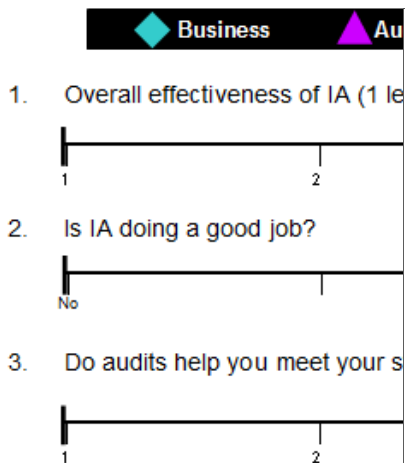 Business Au
1. Overall effectiveness of IA (1 le
1 2
2. Is IA doing a good job?
No
3. Do audits help you meet your s
1 2